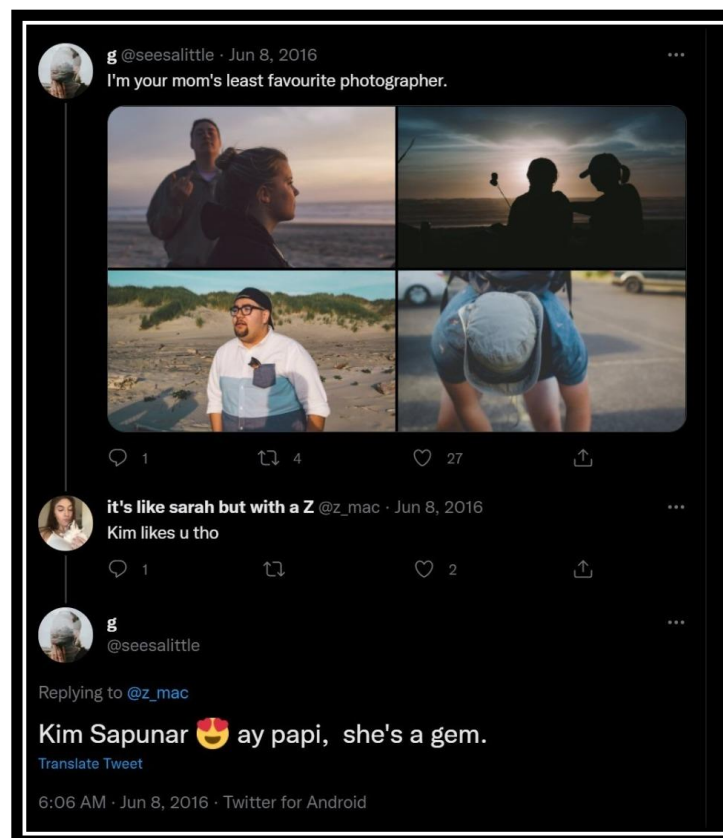 g @seesalittle · Jun 8, 2016
I'm your mom's least favourite photographer.
1 4 27
it's like sarah but with a Z @z_mac · Jun 8, 2016
Kim likes u tho
1 2
g
@seesalittle
Replying to @z_mac
Kim Sapunar 😍 ay papi, she's a gem.
Translate Tweet
6:06 AM · Jun 8, 2016 · Twitter for Android